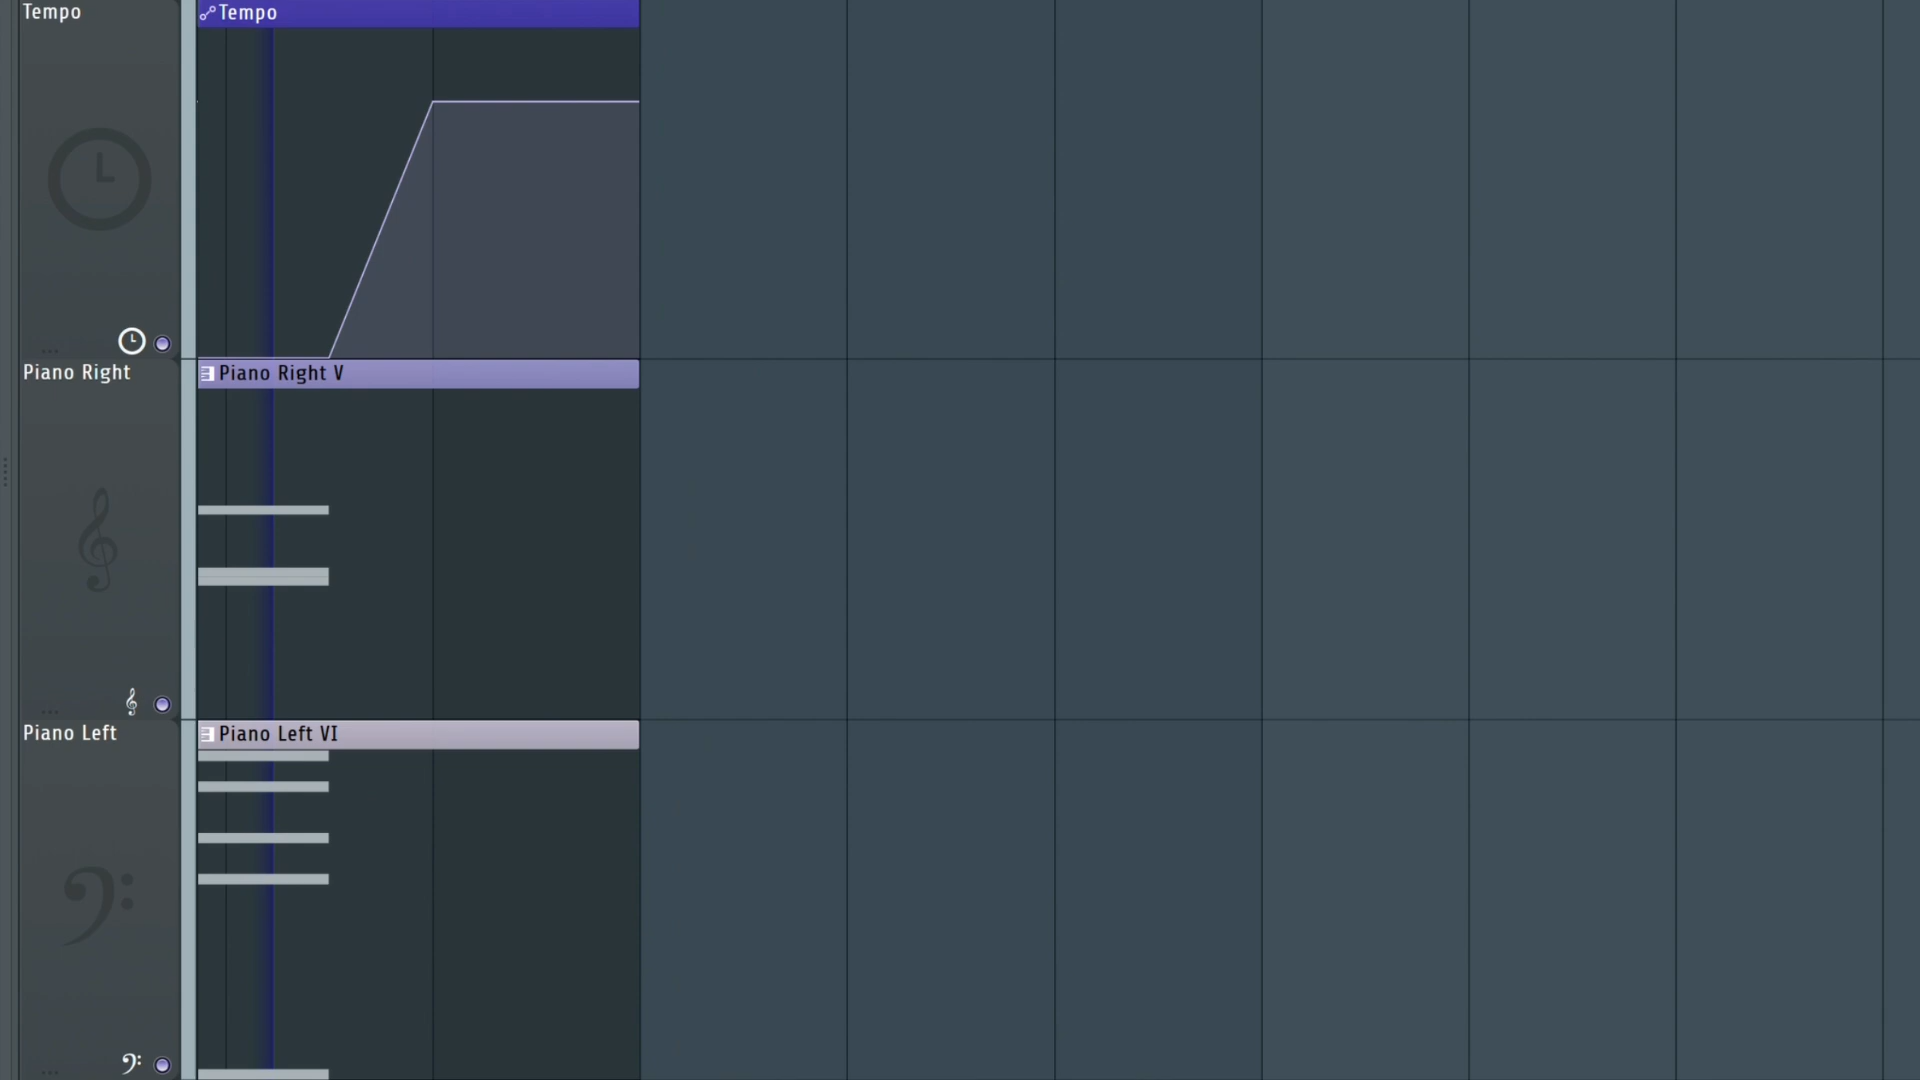 Tempo
Tempo
Piano Right
Piano Right V
Piano Left
Piano Left VI